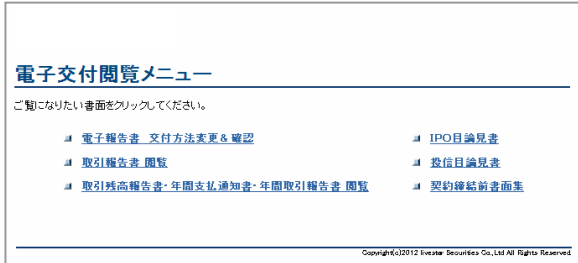 電子交付閲覧メニュー
ご覧になりたい書面をクリックしてください。
電子報告書 交付方法変更&確認
IPO目論見書
取引報告書 閲覧
投信目論見書
取引残高報告書・年間支払通知書・年間取引報告書 閲覧
契約締結前書面集
Copyright(c)2012 livestar Securities Co.,Ltd All Rights Reserved